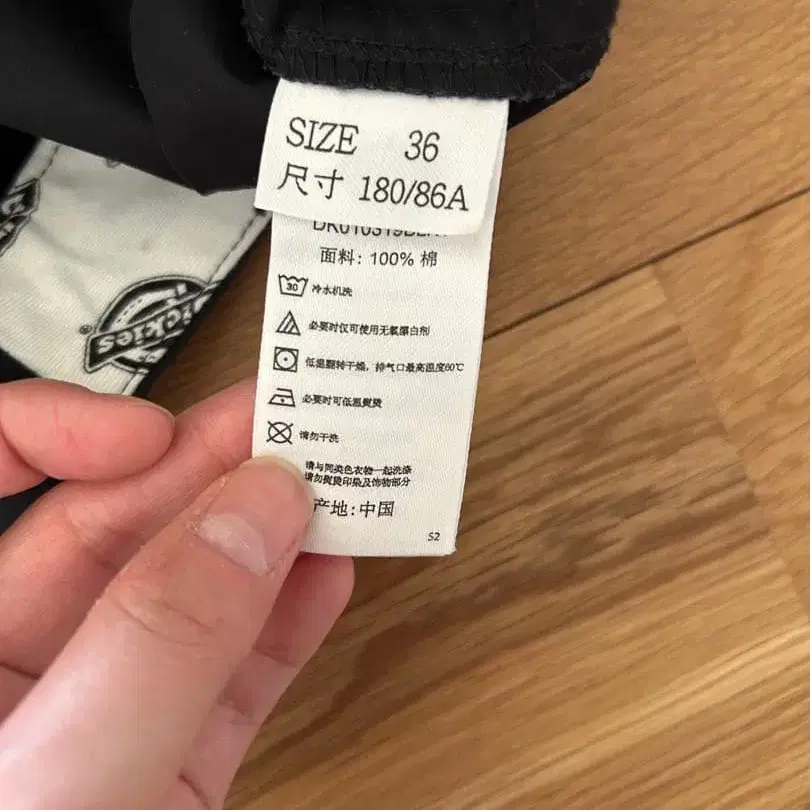 SIZE 36
尺寸 180/86A
面料: 100% 棉
30 冷水机洗
必要时仅可使用无氯漂白剂
低温翻转干燥，排气口最高温度60℃
必要时可低温熨烫
请勿干洗
请与同类色衣物一起洗涤
请勿熨烫印染及饰物部分
产地: 中国
S2
Dickies
®